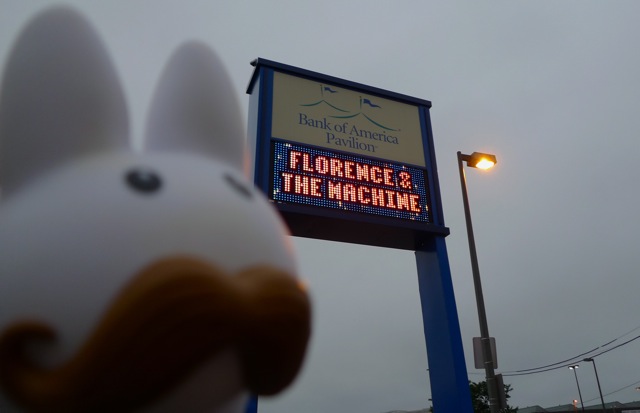 Bank of America
Pavilion
FLORENCE &
THE MACHINE